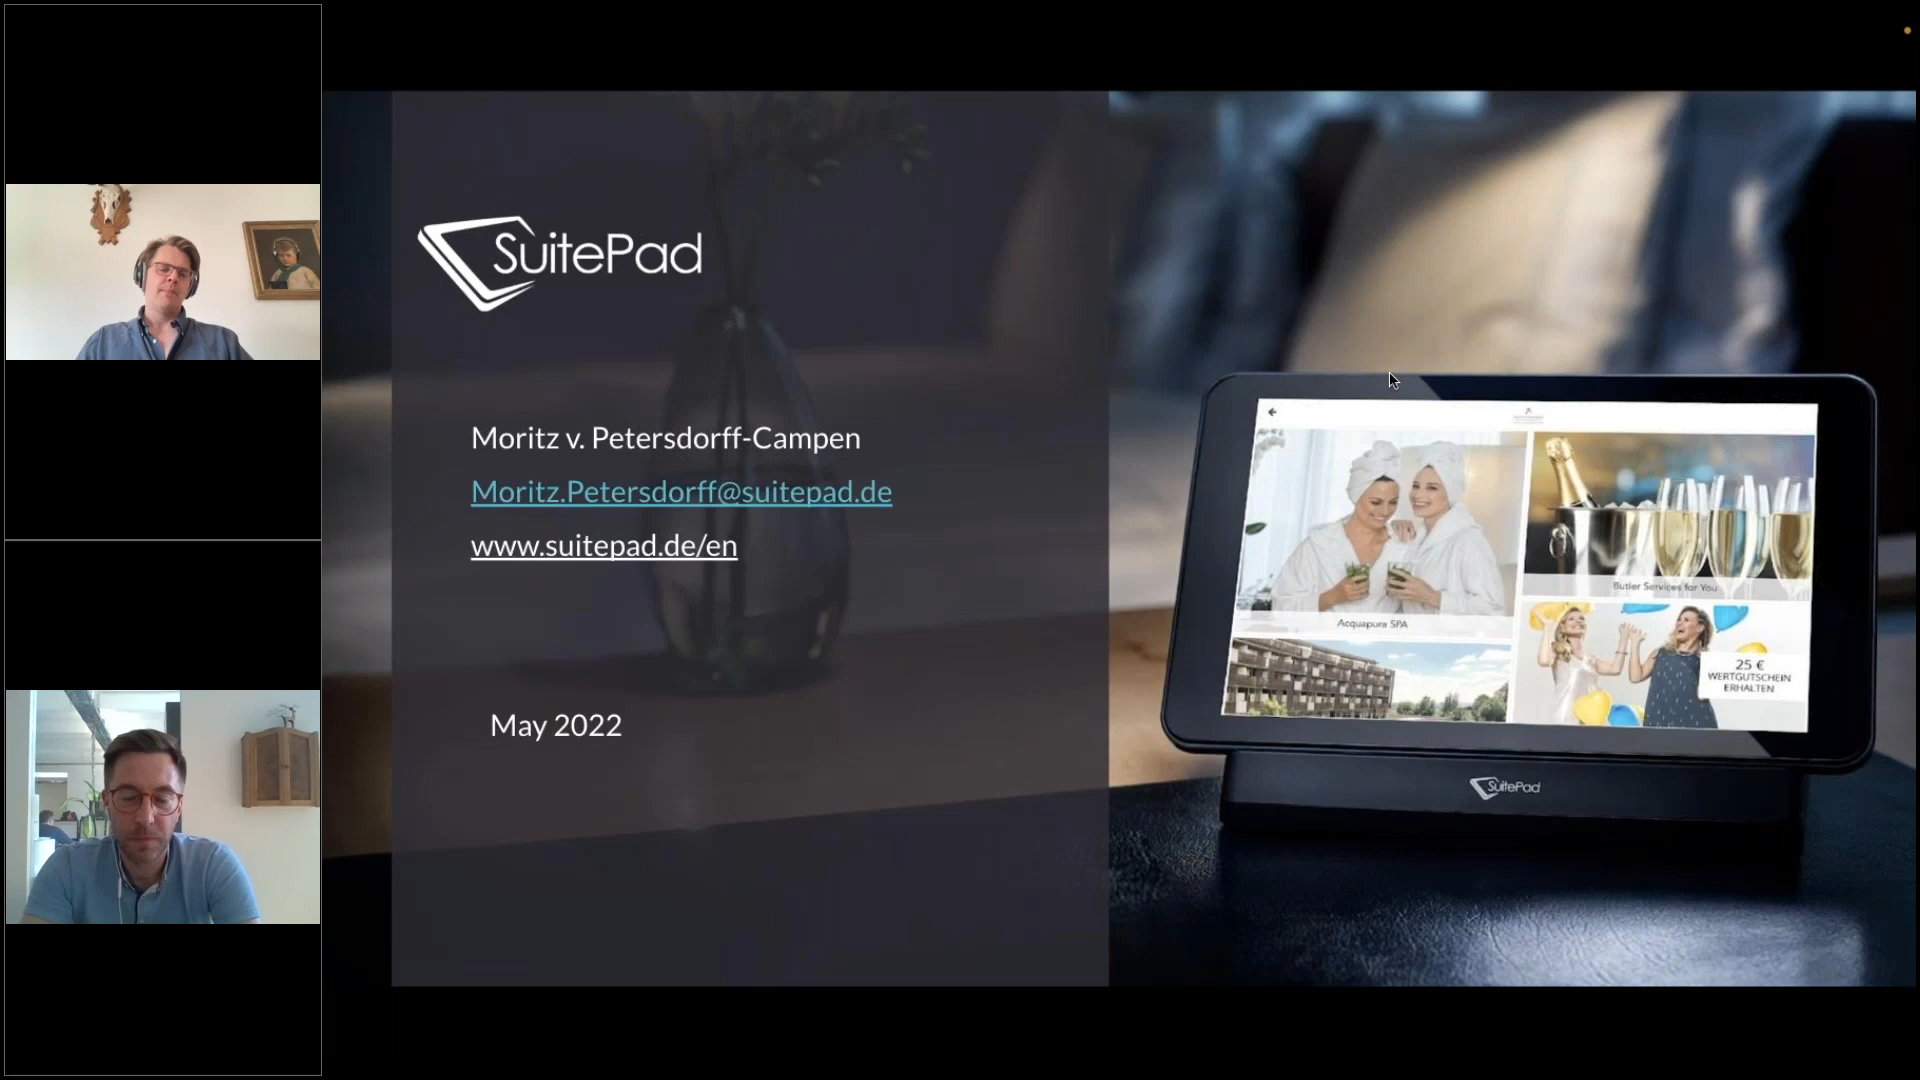 SuitePad
Moritz v. Petersdorff-Campen
Moritz.Petersdorff@suitepad.de
www.suitepad.de/en
May 2022
Butler Services for You
Acquapura SPA
25 €
WERTGUTSCHEIN
ERHALTEN
SuitePad